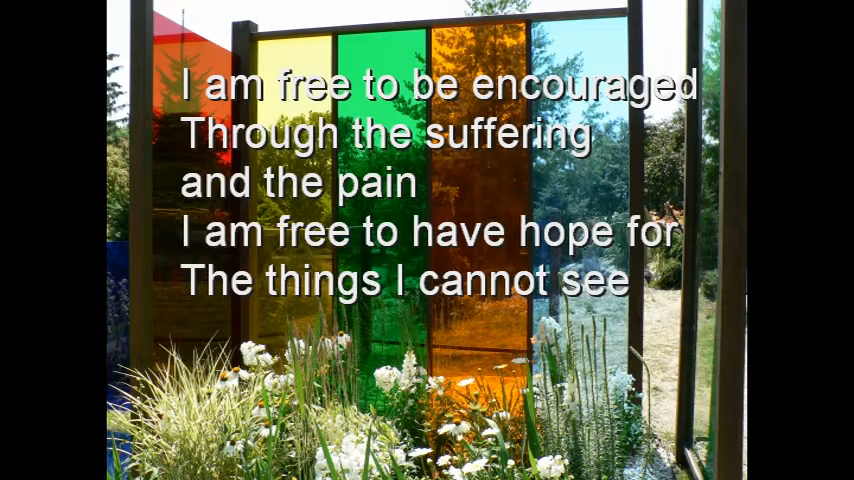 I am free to be encouraged
Through the suffering
and the pain
I am free to have hope for
The things I cannot see